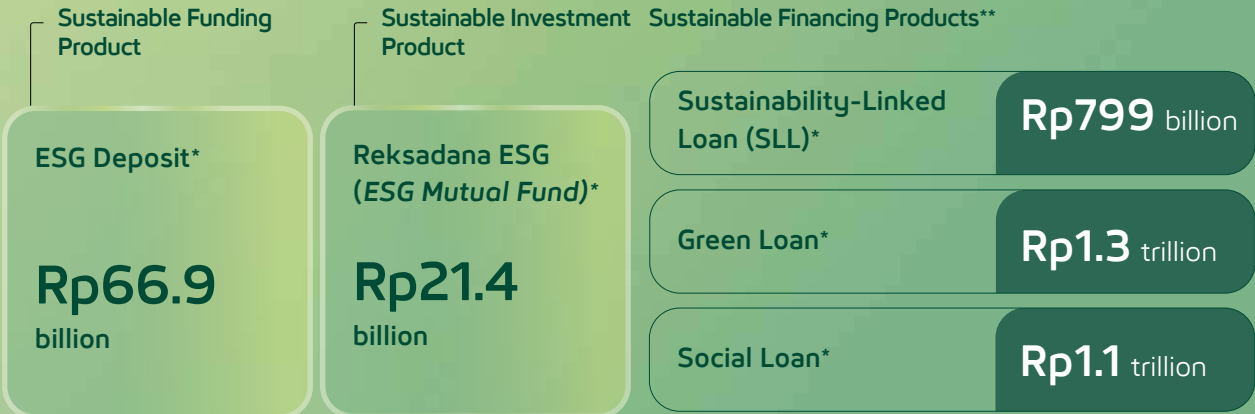 Sustainable Funding
Product
ESG Deposit*
Rp66.9
billion
Sustainable Investment
Product
Reksadana ESG
(ESG Mutual Fund)*
Rp21.4
billion
Sustainable Financing Products**
Sustainability-Linked
Loan (SLL)*
Rp799 billion
Green Loan*
Rp1.3 trillion
Social Loan*
Rp1.1 trillion